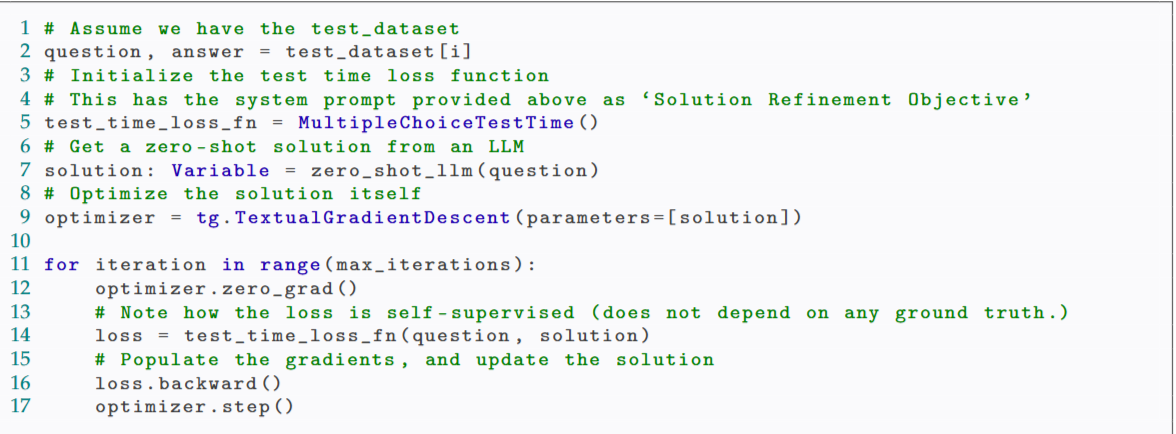 1 # Assume we have the test_dataset
2 question, answer = test_dataset[i]
3 # Initialize the test time loss function
4 # This has the system prompt provided above as ‘Solution Refinement Objective’
5 test_time_loss_fn = MultipleChoiceTestTime()
6 # Get a zero-shot solution from an LLM
7 solution: Variable = zero_shot_llm(question)
8 # Optimize the solution itself
9 optimizer = tg.TextualGradientDescent(parameters=[solution])
10
11 for iteration in range(max_iterations):
12     optimizer.zero_grad()
13     # Note how the loss is self-supervised (does not depend on any ground truth.)
14     loss = test_time_loss_fn(question, solution)
15     # Populate the gradients, and update the solution
16     loss.backward()
17     optimizer.step()